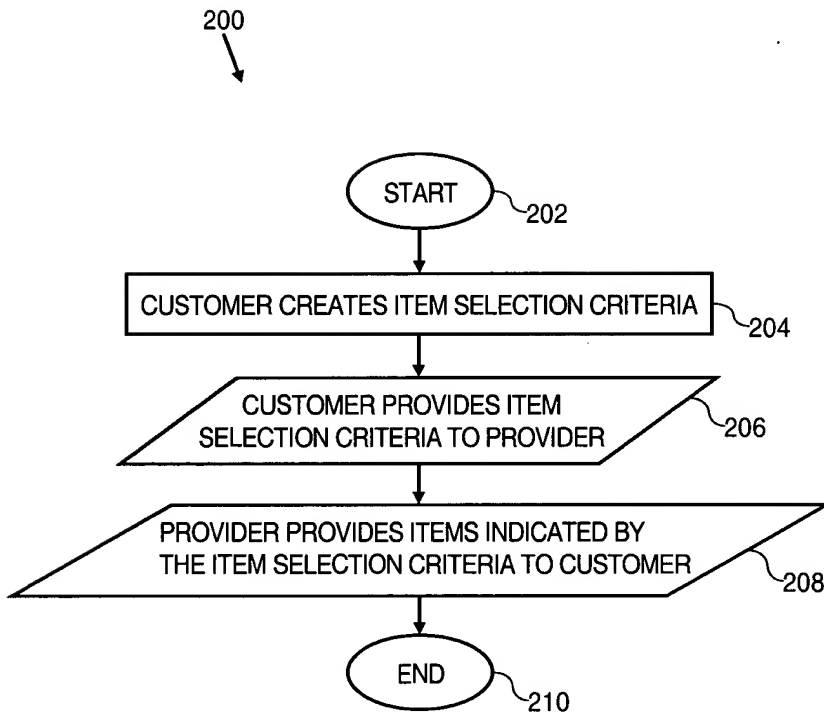 200
START
202
CUSTOMER CREATES ITEM SELECTION CRITERIA
204
CUSTOMER PROVIDES ITEM
SELECTION CRITERIA TO PROVIDER
206
PROVIDER PROVIDES ITEMS INDICATED BY
THE ITEM SELECTION CRITERIA TO CUSTOMER
208
END
210